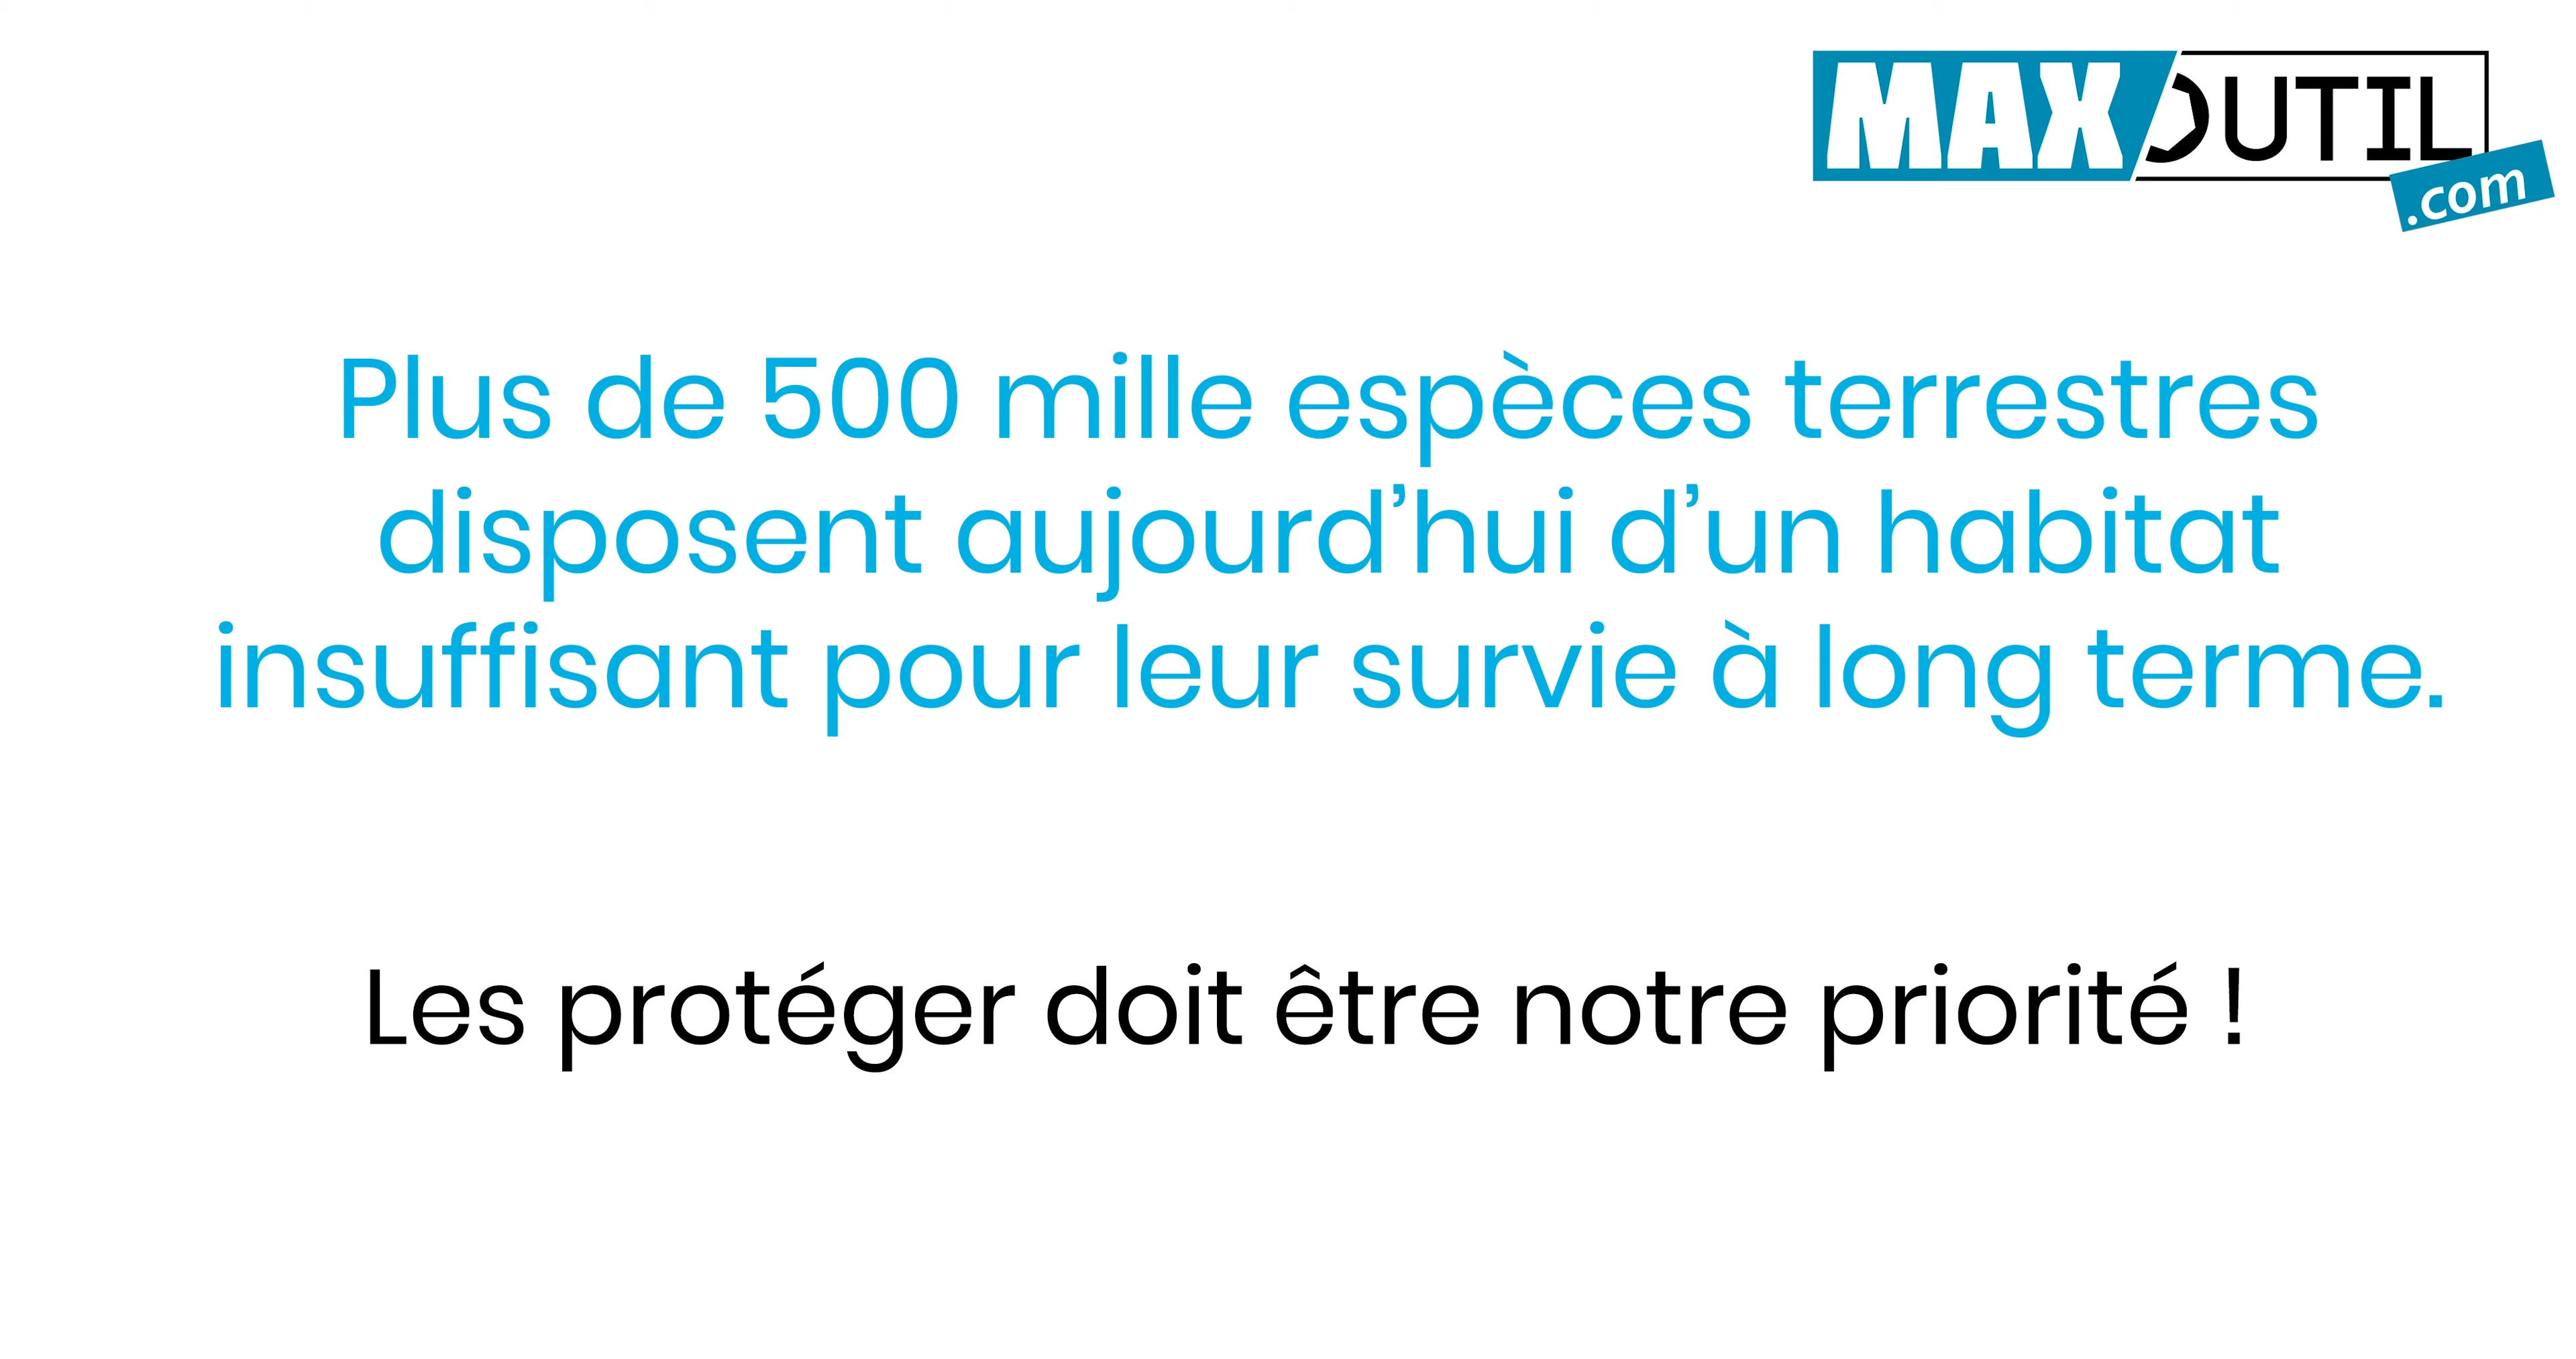 MAXOUTIL
.com
Plus de 500 mille espèces terrestres
disposent aujourd’hui d’un habitat
insuffisant pour leur survie à long terme.
Les protéger doit être notre priorité !